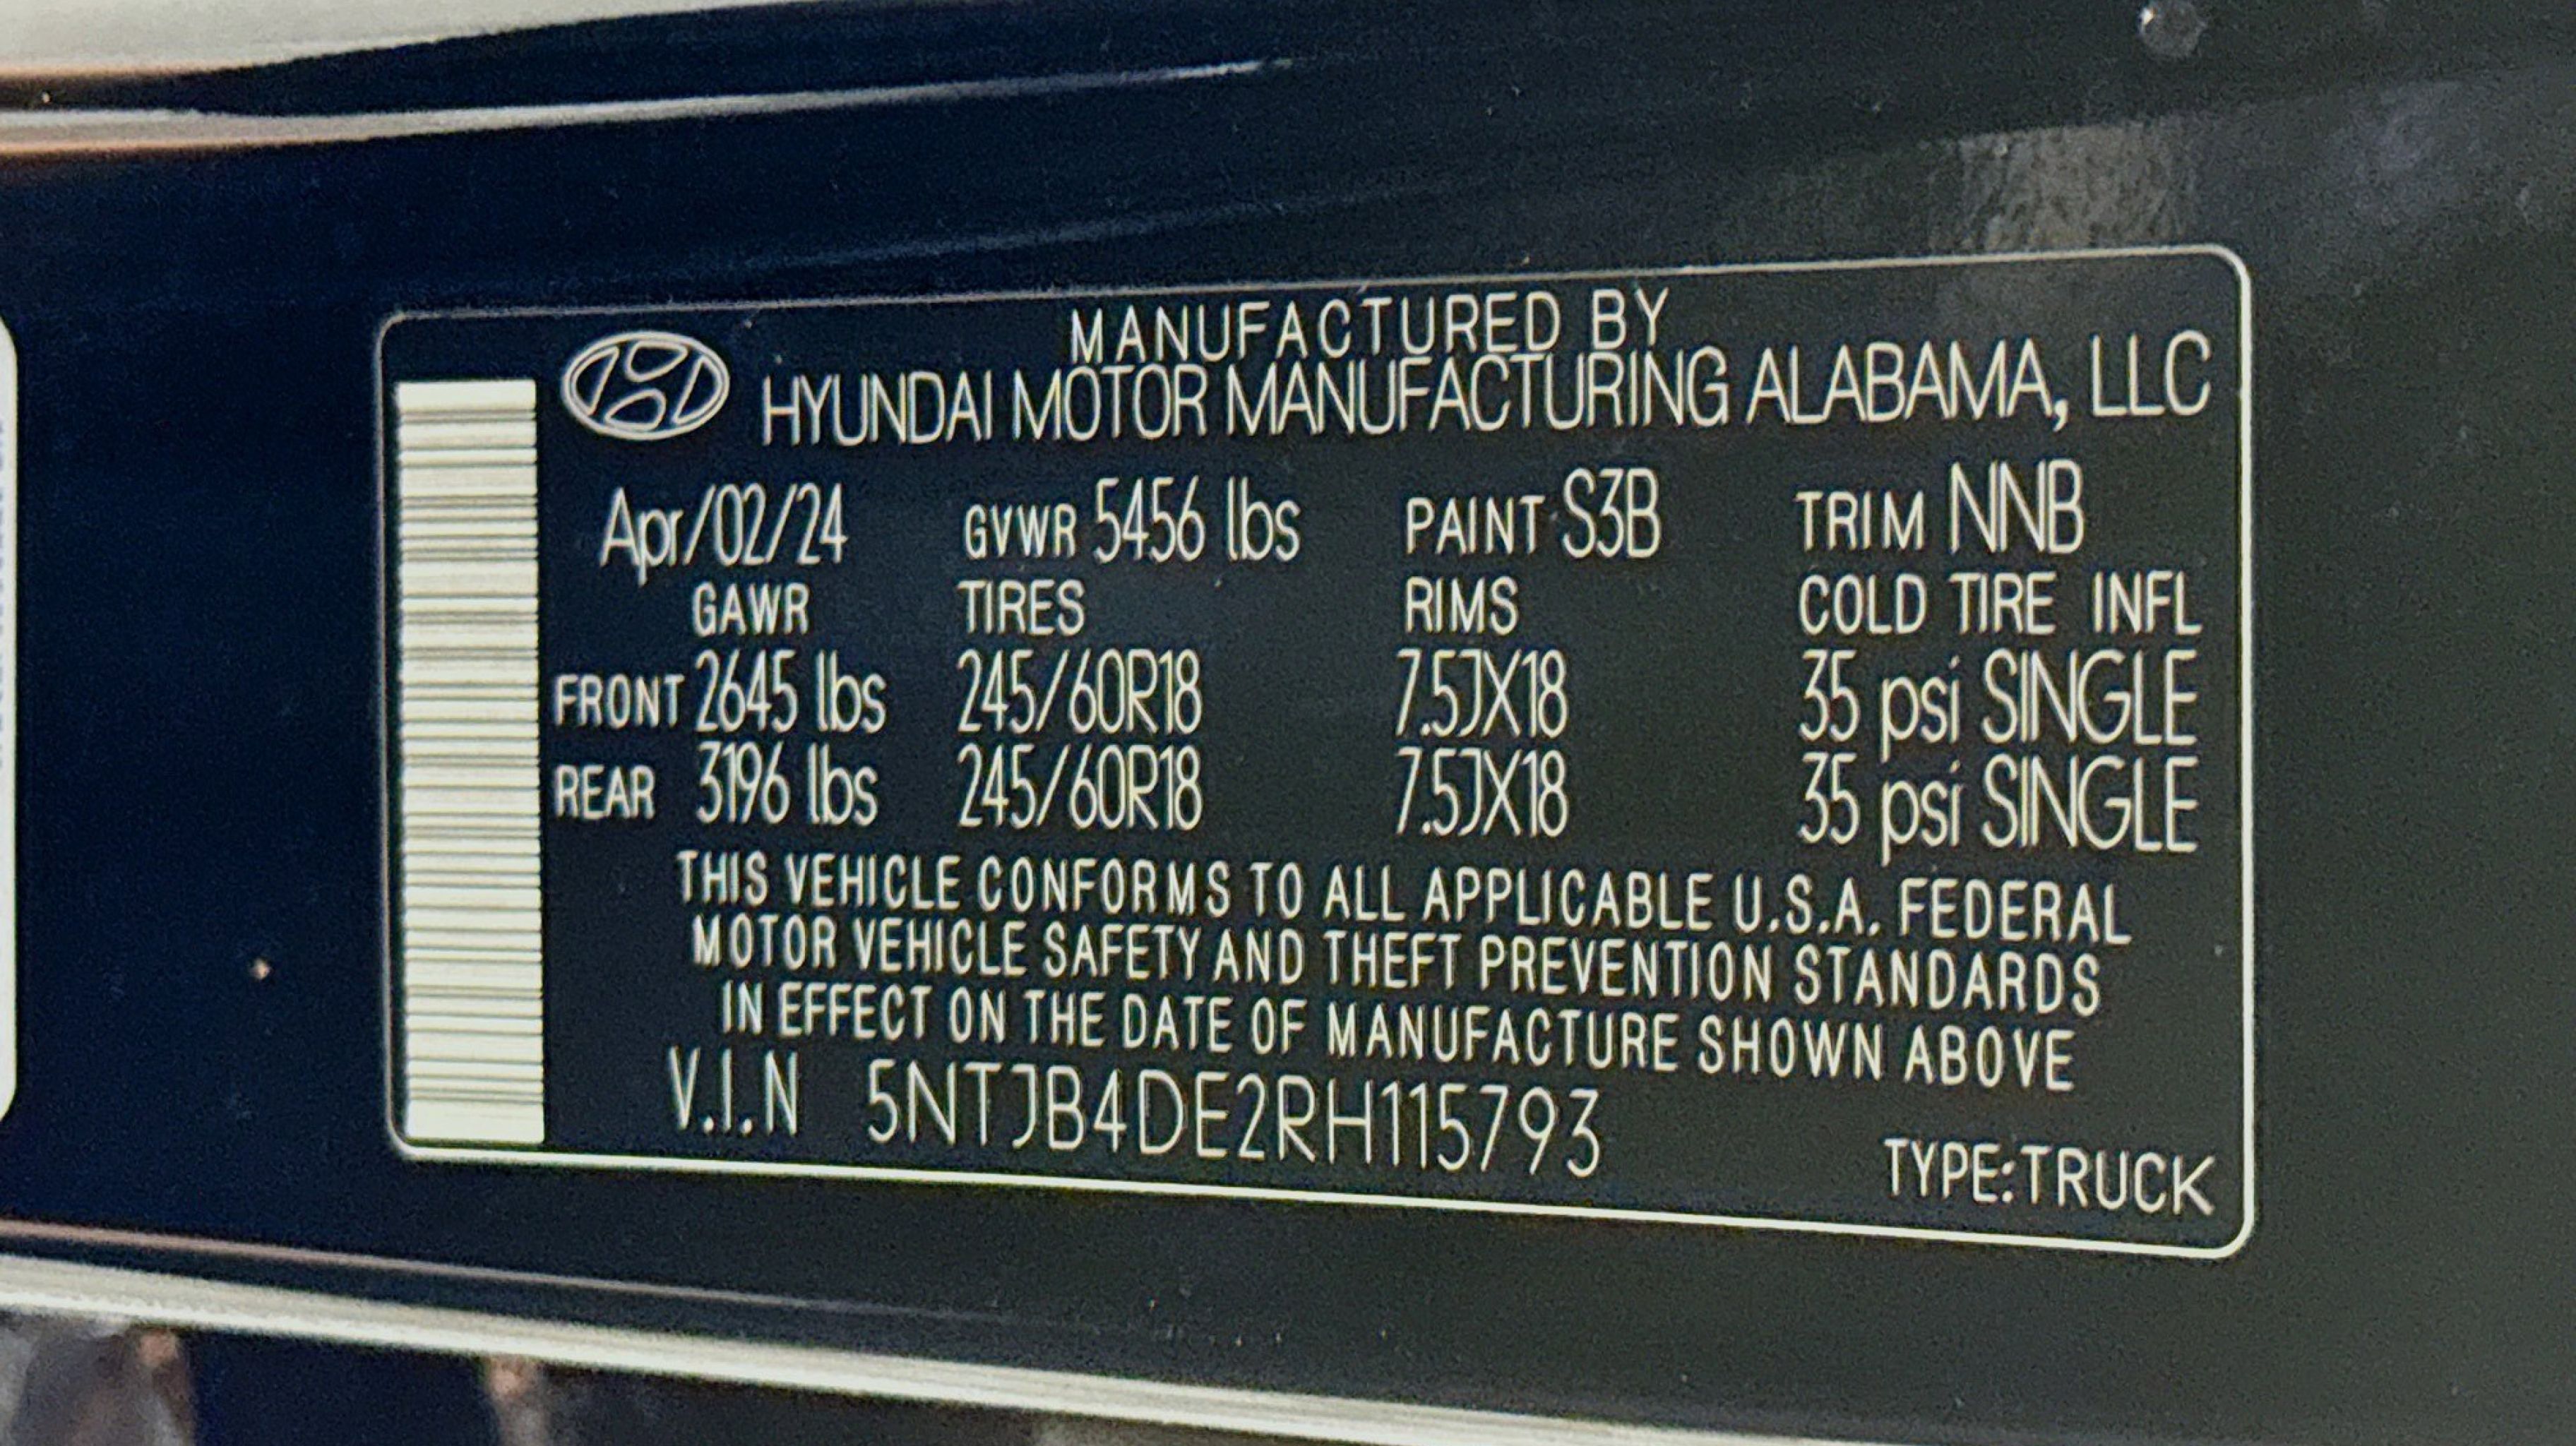 MANUFACTURED BY
HYUNDAI MOTOR MANUFACTURING ALABAMA, LLC
Apr/02/24 GVWR 5456 lbs PAINT S3B TRIM NNB
GAWR TIRES RIMS COLD TIRE INFL
FRONT 2645 lbs 245/60R18 7.5JX18 35 psi SINGLE
REAR 3196 lbs 245/60R18 7.5JX18 35 psi SINGLE
THIS VEHICLE CONFORMS TO ALL APPLICABLE U.S.A. FEDERAL
MOTOR VEHICLE SAFETY AND THEFT PREVENTION STANDARDS
IN EFFECT ON THE DATE OF MANUFACTURE SHOWN ABOVE
V.I.N 5NTJB4DE2RH115793
TYPE:TRUCK